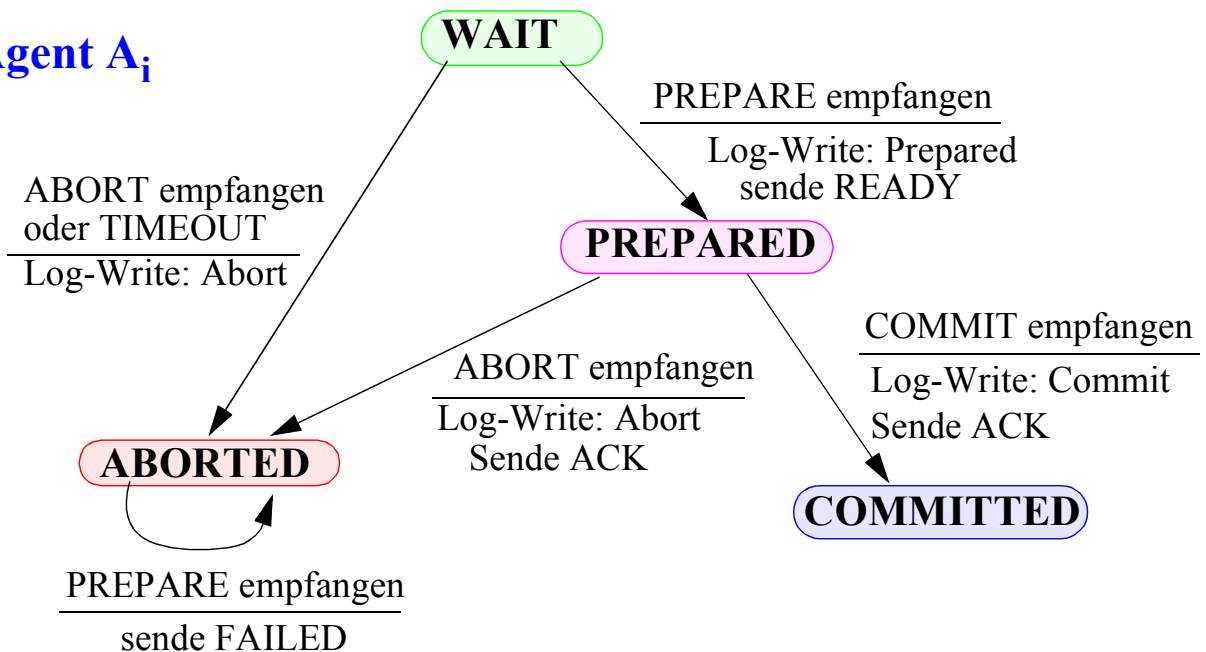 Agent Ai
WAIT
PREPARE empfangen
Log-Write: Prepared
sende READY
ABORT empfangen
oder TIMEOUT
Log-Write: Abort
PREPARED
COMMIT empfangen
Log-Write: Commit
Sende ACK
ABORT empfangen
Log-Write: Abort
Sende ACK
ABORTED
COMMITTED
PREPARE empfangen
sende FAILED